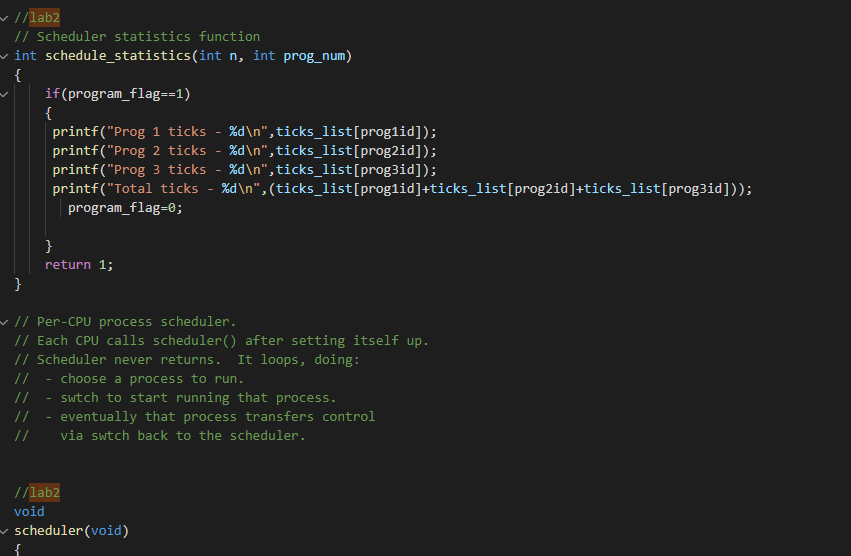 //lab2
// Scheduler statistics function
int schedule_statistics(int n, int prog_num)
{
if(program_flag==1)
{
printf("Prog 1 ticks - %d\n",ticks_list[prog1id]);
printf("Prog 2 ticks - %d\n",ticks_list[prog2id]);
printf("Prog 3 ticks - %d\n",ticks_list[prog3id]);
printf("Total ticks - %d\n",(ticks_list[prog1id]+ticks_list[prog2id]+ticks_list[prog3id]));
program_flag=0;
}
return 1;
}
// Per-CPU process scheduler.
// Each CPU calls scheduler() after setting itself up.
// Scheduler never returns.  It loops, doing:
//  - choose a process to run.
//  - swtch to start running that process.
//  - eventually that process transfers control
//    via swtch back to the scheduler.
//lab2
void
scheduler(void)
{